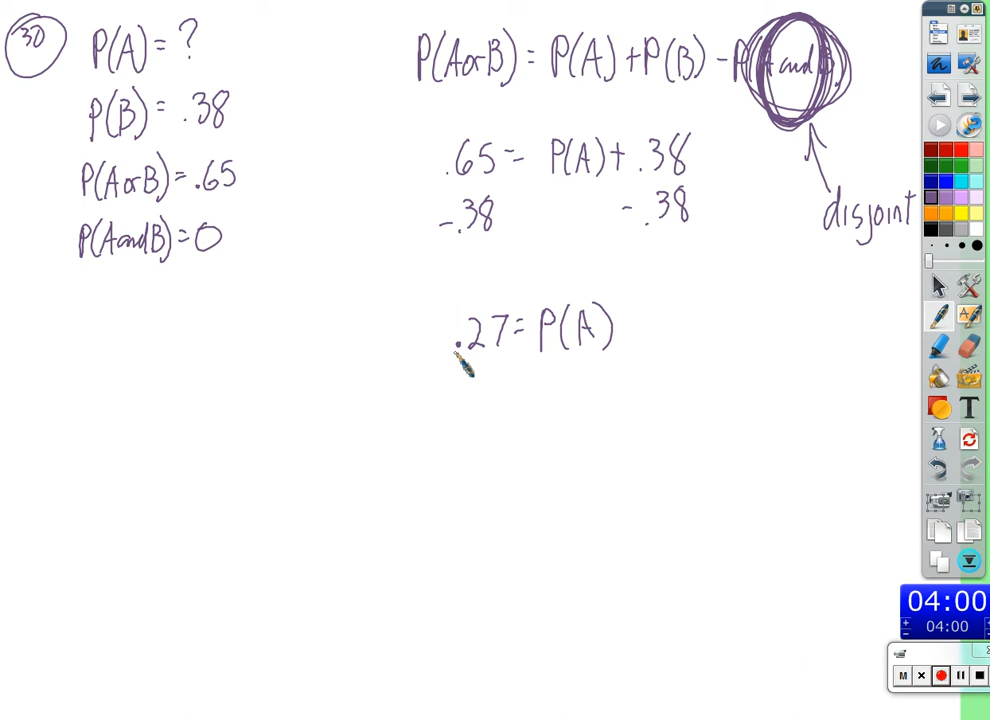 30
P(A) = ?
P(B) = .38
P(A or B) = .65
P(A and B) = 0
P(A or B) = P(A) + P(B) - P(A and B)
.65 = P(A) + .38
-.38 - .38
disjoint
.27 = P(A)
T
04:00
04:00
M